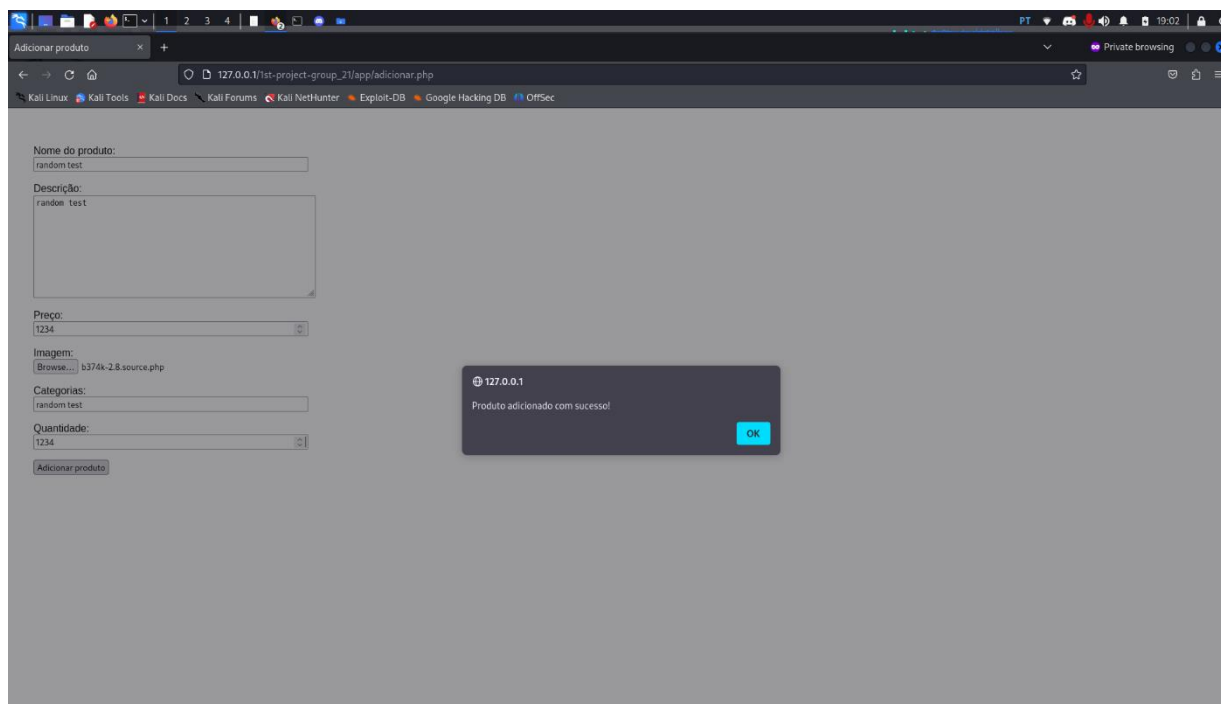 1 2 3 4 PT 19:02
Adicionar produto × + Private browsing
127.0.0.1/1st-project-group_21/app/adicionar.php
Kali Linux Kali Tools Kali Docs Kali Forums Kali NetHunter Exploit-DB Google Hacking DB OffSec
Nome do produto:
random test
Descrição:
random test
Preço:
1234
Imagem:
Browse... b374k-2.8.source.php
Categorias:
random test
Quantidade:
1234
Adicionar produto
127.0.0.1
Produto adicionado com sucesso!
OK